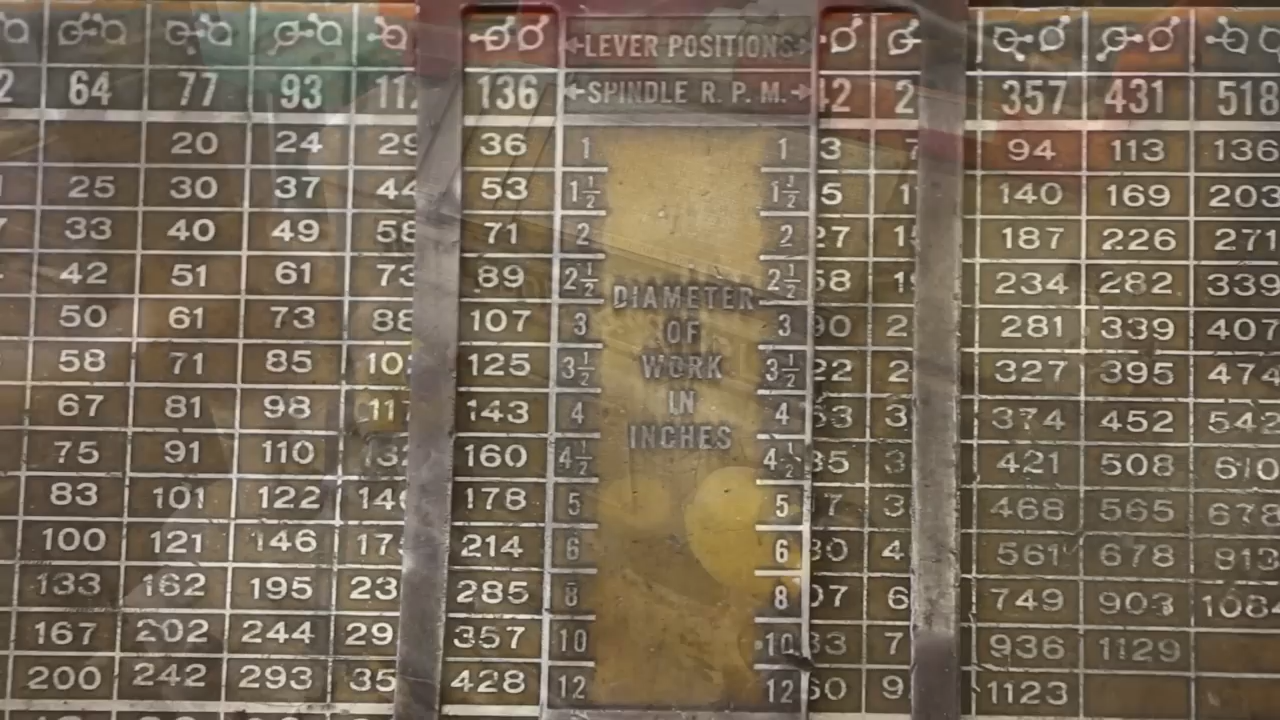 64 77 93 136 LEVER POSITIONS 357 431 518
SPINDLE R. P. M.
20 24 36 1 1 94 113 136
25 30 37 44 53 1½ 1½ 140 169 203
33 40 49 58 71 2 2 187 226 271
42 51 61 73 89 2½ 2½ 234 282 339
50 61 73 88 107 3 3 281 339 407
58 71 85 125 3½ 3½ 327 395 474
67 81 98 117 143 4 4 374 452 542
75 91 110 132 160 4½ 4½ 421 508 610
83 101 122 178 5 5 468 565 678
100 121 146 214 6 6 561 678 813
133 162 195 285 8 8 749 903
167 202 244 357 10 10 936 1129
200 242 293 428 12 12 1123
DIAMETER
OF
WORK
IN
INCHES